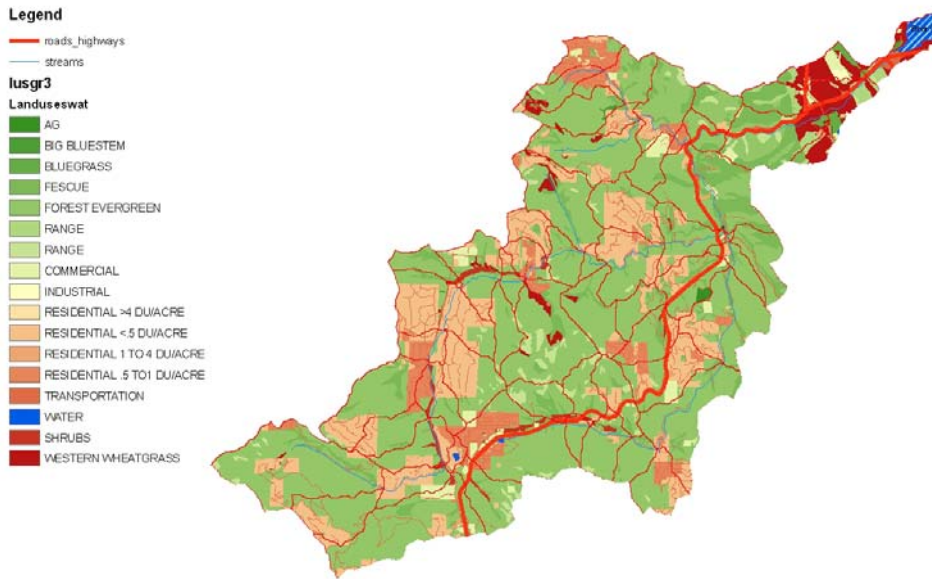 Legend
roads_highways
streams
lusgr3
Landuseswat
AG
BIG BLUESTEM
BLUEGRASS
FESCUE
FOREST EVERGREEN
RANGE
RANGE
COMMERCIAL
INDUSTRIAL
RESIDENTIAL >4 DU/ACRE
RESIDENTIAL <.5 DU/ACRE
RESIDENTIAL 1 TO 4 DU/ACRE
RESIDENTIAL .5 TO1 DU/ACRE
TRANSPORTATION
WATER
SHRUBS
WESTERN WHEATGRASS